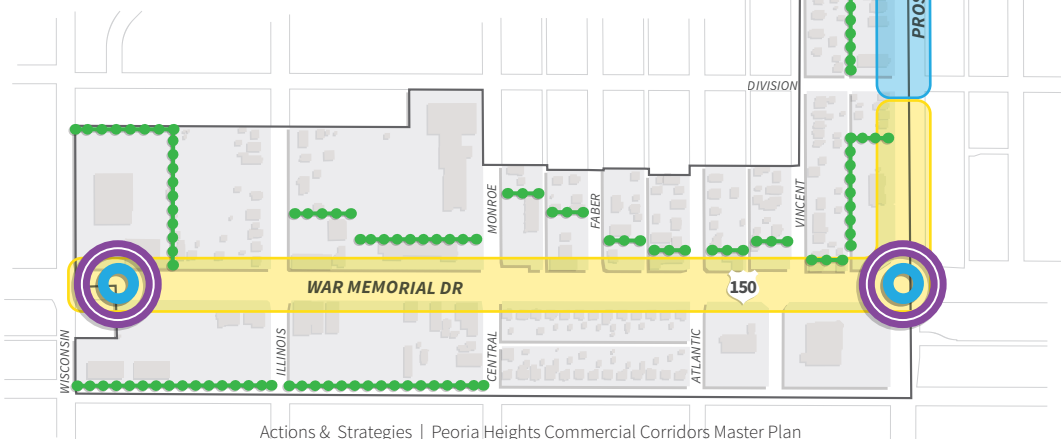 PROS
DIVISION
MONROE
FABER
VINCENT
WAR MEMORIAL DR
150
WISCONSIN
ILLINOIS
CENTRAL
ATLANTIC
Actions & Strategies | Peoria Heights Commercial Corridors Master Plan